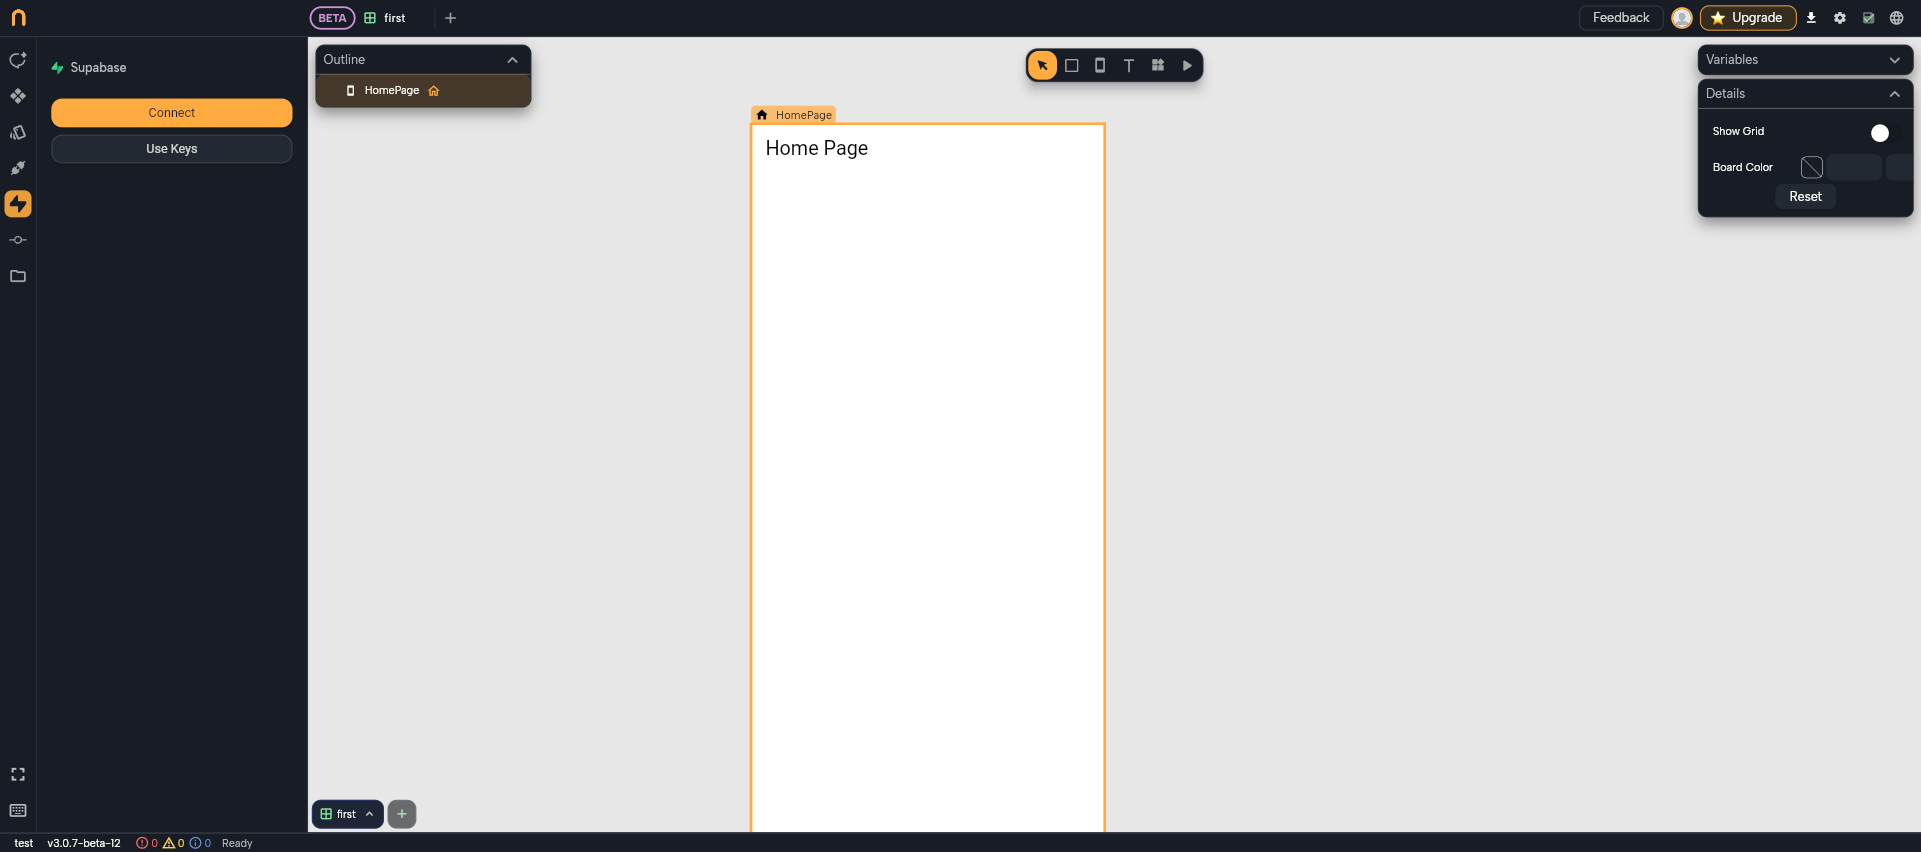 BETA
first
Feedback
Upgrade
Supabase
Connect
Use Keys
Outline
HomePage
HomePage
Home Page
Variables
Details
Show Grid
Board Color
Reset
first
test
v3.0.7-beta-12
0
0
0
Ready